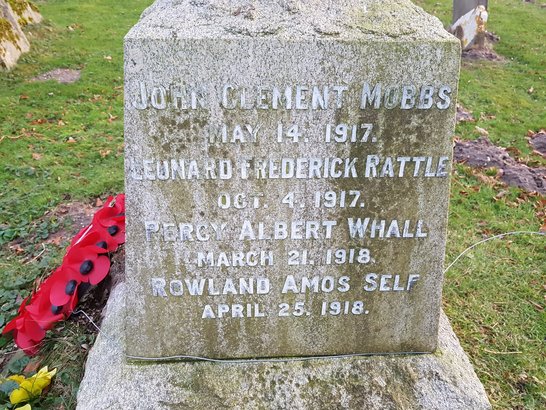 JOHN CLEMENT MOBBS
MAY 14. 1917.
LEONARD FREDERICK RATTLE
OCT. 4. 1917.
PERCY ALBERT WHALL
MARCH 21. 1918.
ROWLAND AMOS SELF
APRIL 25. 1918.